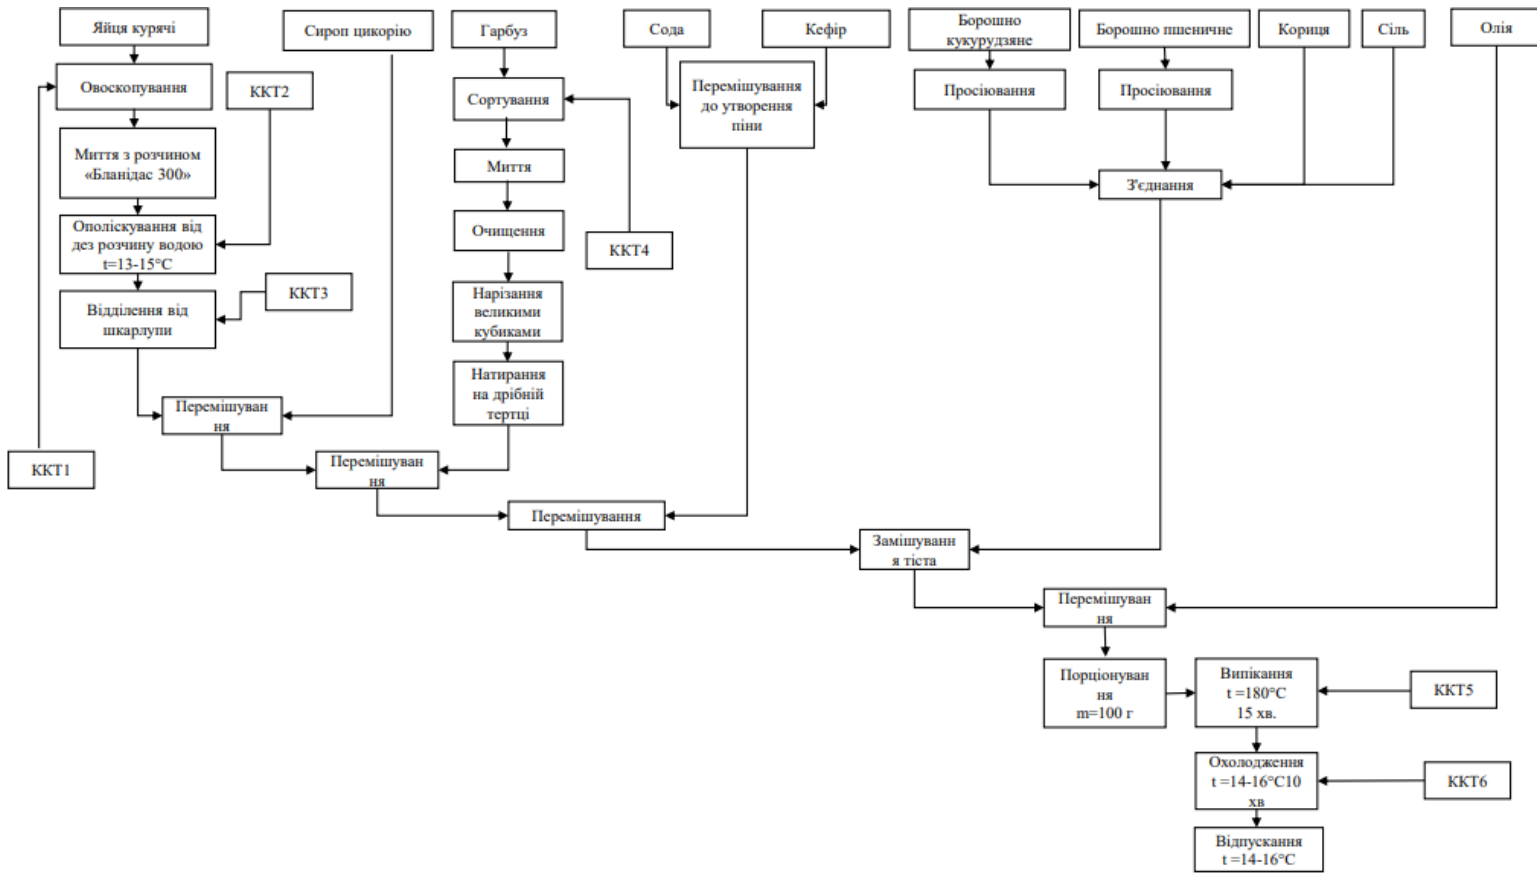 Яйця курячі
Сироп цикорію
Гарбуз
Сода
Кефір
Борошно
кукурудзяне
Борошно пшеничне
Кориця
Сіль
Олія
Овоскопування
ККТ2
Сортування
Перемішування
до утворення
піни
Просіювання
Просіювання
Миття з розчином
«Бланідас 300»
Миття
З'єднання
Ополіскування від
дез розчину водою
t=13-15°С
Очищення
ККТ4
Відділення від
шкарлупи
ККТ3
Нарізання
великими
кубиками
Натирання
на дрібній
тертці
Перемішуван
ня
ККТ1
Перемішуван
ня
Перемішування
Замішуванн
я тіста
Перемішуван
ня
Порціонуван
ня
m=100 г
Випікання
t =180°С
15 хв.
ККТ5
Охолодження
t =14-16°С10
хв
ККТ6
Відпускання
t =14-16°С